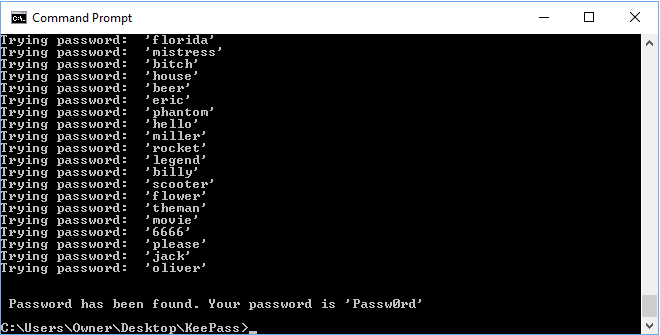 Command Prompt
Trying password:  'florida'
Trying password:  'mistress'
Trying password:  'bitch'
Trying password:  'house'
Trying password:  'beer'
Trying password:  'eric'
Trying password:  'phantom'
Trying password:  'hello'
Trying password:  'miller'
Trying password:  'rocket'
Trying password:  'legend'
Trying password:  'billy'
Trying password:  'scooter'
Trying password:  'flower'
Trying password:  'theman'
Trying password:  'movie'
Trying password:  '6666'
Trying password:  'please'
Trying password:  'jack'
Trying password:  'oliver'
Password has been found. Your password is 'Passw0rd'
C:\Users\Owner\Desktop\KeePass>_